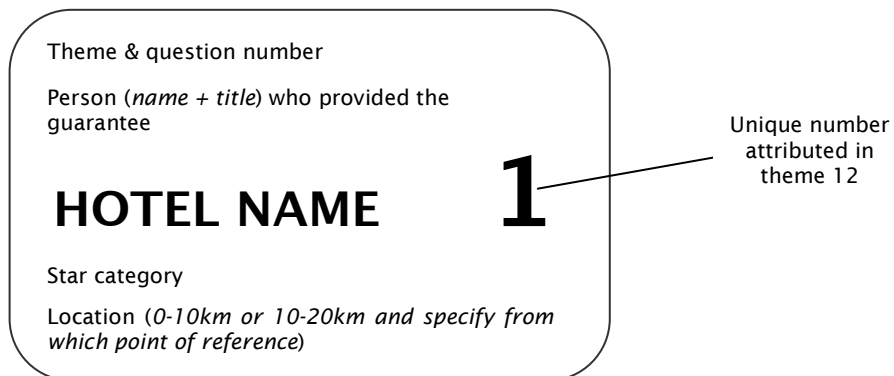 Theme & question number
Person (name + title) who provided the
guarantee
HOTEL NAME
1
Star category
Location (0-10km or 10-20km and specify from
which point of reference)
Unique number
attributed in
theme 12